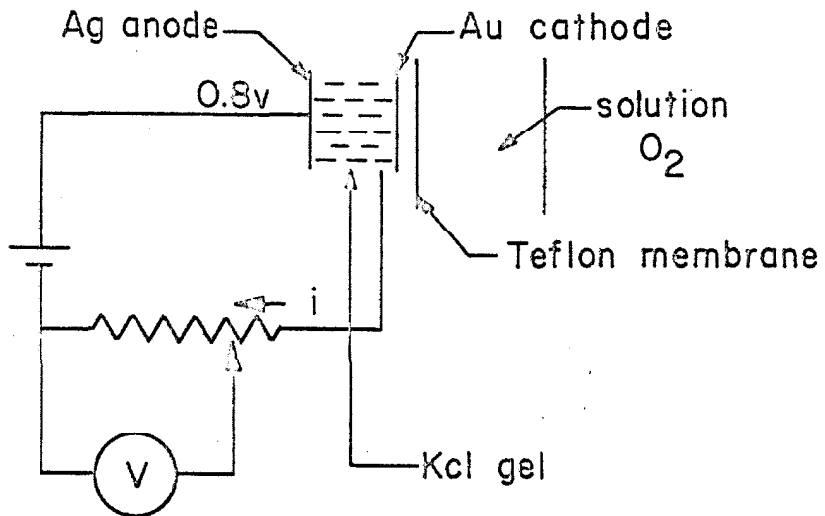 Ag anode
Au cathode
0.8v
solution
O2
Teflon membrane
i
V
Kcl gel